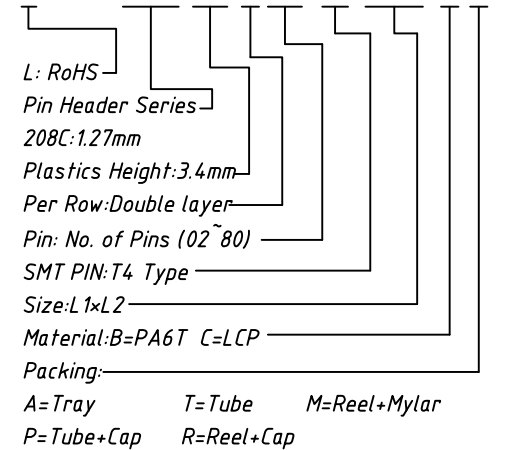 L: RoHS
Pin Header Series
208C:1.27mm
Plastics Height:3.4mm
Per Row:Double layer
Pin: No. of Pins (02~80)
SMT PIN:T4 Type
Size:L1×L2
Material:B=PA6T C=LCP
Packing:
A=Tray T=Tube M=Reel+Mylar
P=Tube+Cap R=Reel+Cap